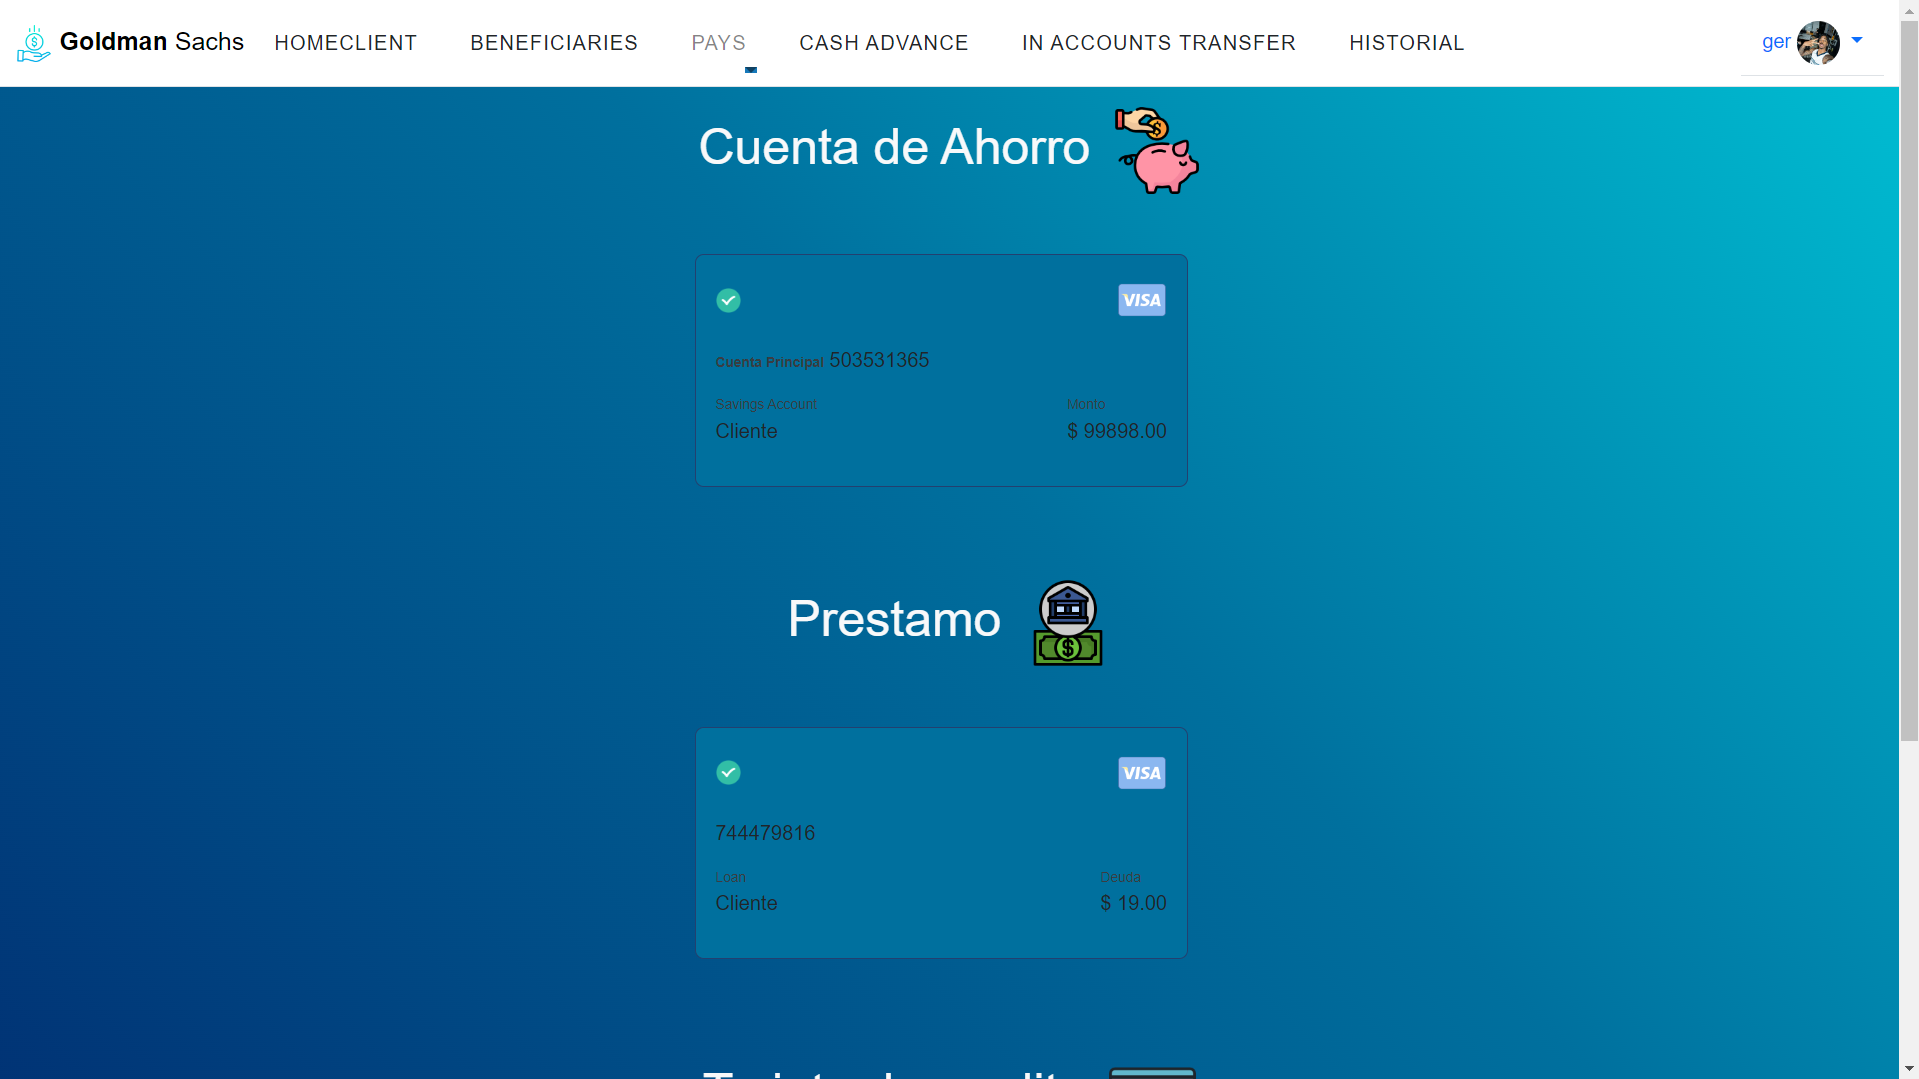 Goldman Sachs HOMECLIENT BENEFICIARIES PAYS CASH ADVANCE IN ACCOUNTS TRANSFER HISTORIAL ger
Cuenta de Ahorro
VISA
Cuenta Principal 503531365
Savings Account Monto
Cliente $ 99898.00
Prestamo
VISA
744479816
Loan Deuda
Cliente $ 19.00